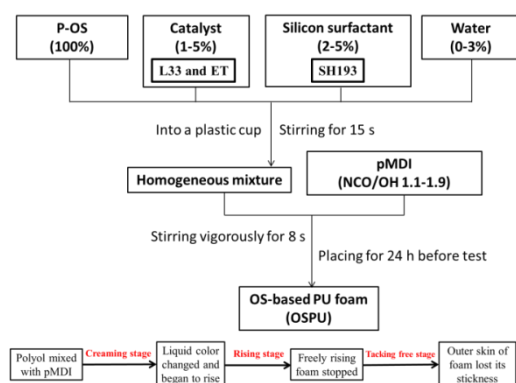 P-OS
(100%)
Catalyst
(1-5%)
L33 and ET
Silicon surfactant
(2-5%)
SH193
Water
(0-3%)
Into a plastic cup
Stirring for 15 s
Homogeneous mixture
pMDI
(NCO/OH 1.1-1.9)
Stirring vigorously for 8 s
Placing for 24 h before test
OS-based PU foam
(OSPU)
Polyol mixed
with pMDI
Creaming stage
Liquid color
changed and
began to rise
Rising stage
Freely rising
foam stopped
Tacking free stage
Outer skin of
foam lost its
stickness